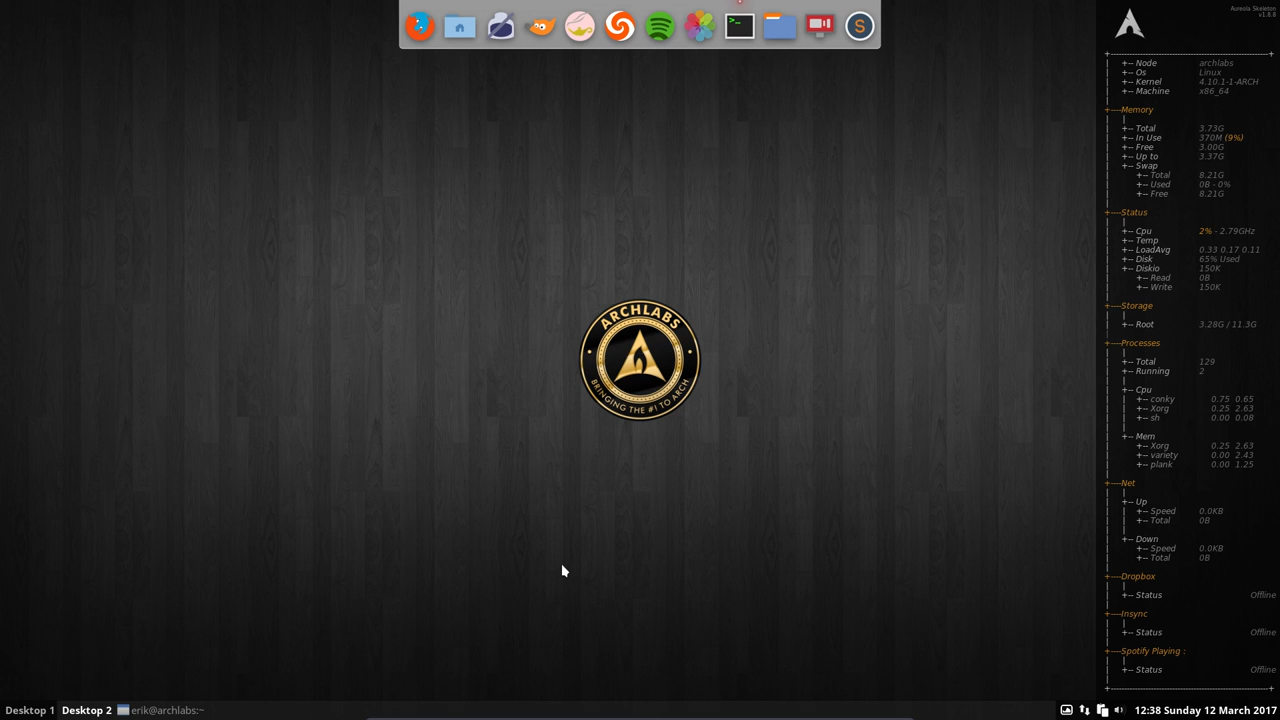 Aureola Skeleton
v1.8.8
Node archlabs
Os Linux
Kernel 4.10.1-1-ARCH
Machine x86_64
Memory
Total 3.73G
In Use 370M (9%)
Free 3.00G
Up to 3.37G
Swap
Total 8.21G
Used 0B - 0%
Free 8.21G
Status
Cpu 2% - 2.79GHz
Temp
LoadAvg 0.33 0.17 0.11
Disk 65% Used
Diskio 150K
Read 0B
Write 150K
Storage
Root 3.28G / 11.3G
Processes
Total 129
Running 2
Cpu
conky 0.75 0.65
Xorg 0.25 2.63
sh 0.00 0.08
Mem
Xorg 0.25 2.63
variety 0.00 2.43
plank 0.00 1.25
Net
Up
Speed 0.0KB
Total 0B
Down
Speed 0.0KB
Total 0B
Dropbox
Status Offline
Insync
Status Offline
Spotify Playing :
Status Offline
ARCHLABS
BRINGING THE #! TO ARCH
>_
S
Desktop 1 Desktop 2 erik@archlabs:~
12:38 Sunday 12 March 2017